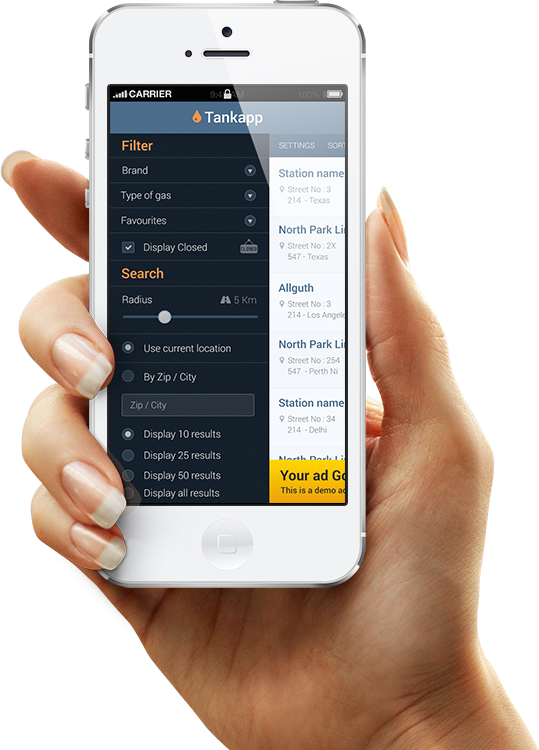 CARRIER 9:4 M 100%
Tankapp
Filter
Brand
Type of gas
Favourites
Display Closed
CLOSED
Search
Radius 5 Km
Use current location
By Zip / City
Zip / City
Display 10 results
Display 25 results
Display 50 results
Display all results
SETTINGS SORT
Station name
Street No : 3
214 - Texas
North Park Li
Street No : 2X
547 - Texas
Allguth
Street No : 3
214 - Los Angele
North Park Li
Street No : 254
547 - Perth Ni
Station name
Street No : 34
214 - Delhi
North Park Li
Your ad Go
This is a demo ad